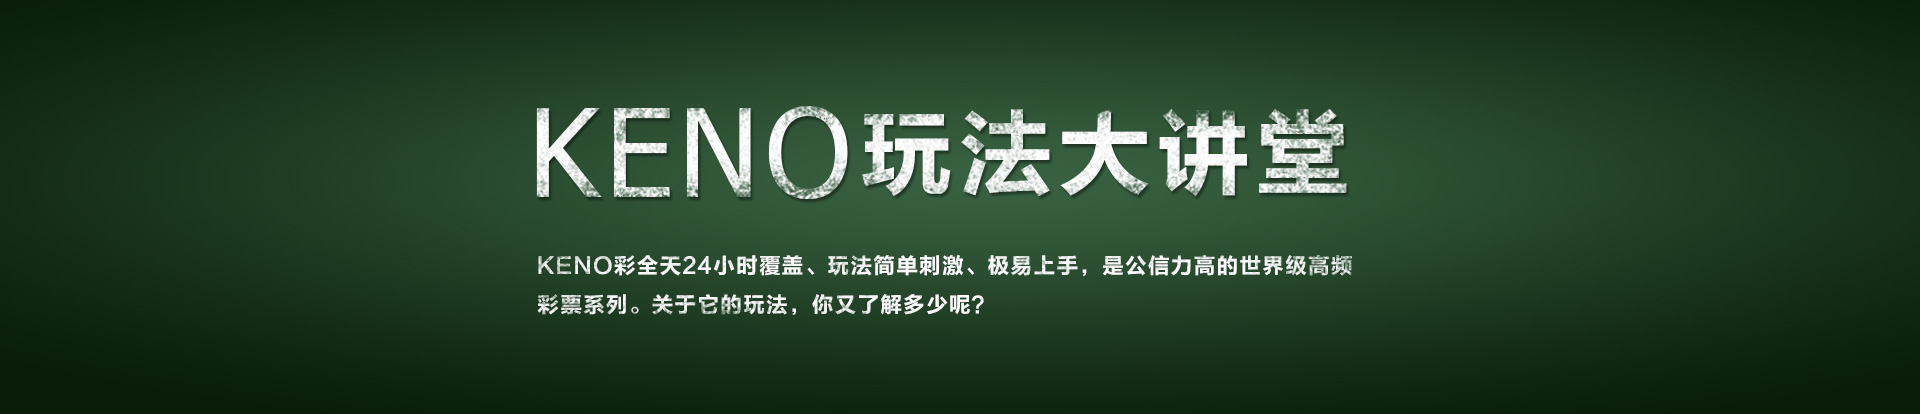 KENO玩法大讲堂
KENO彩全天24小时覆盖、玩法简单刺激、极易上手，是公信力高的世界级高频
彩票系列。关于它的玩法，你又了解多少呢？